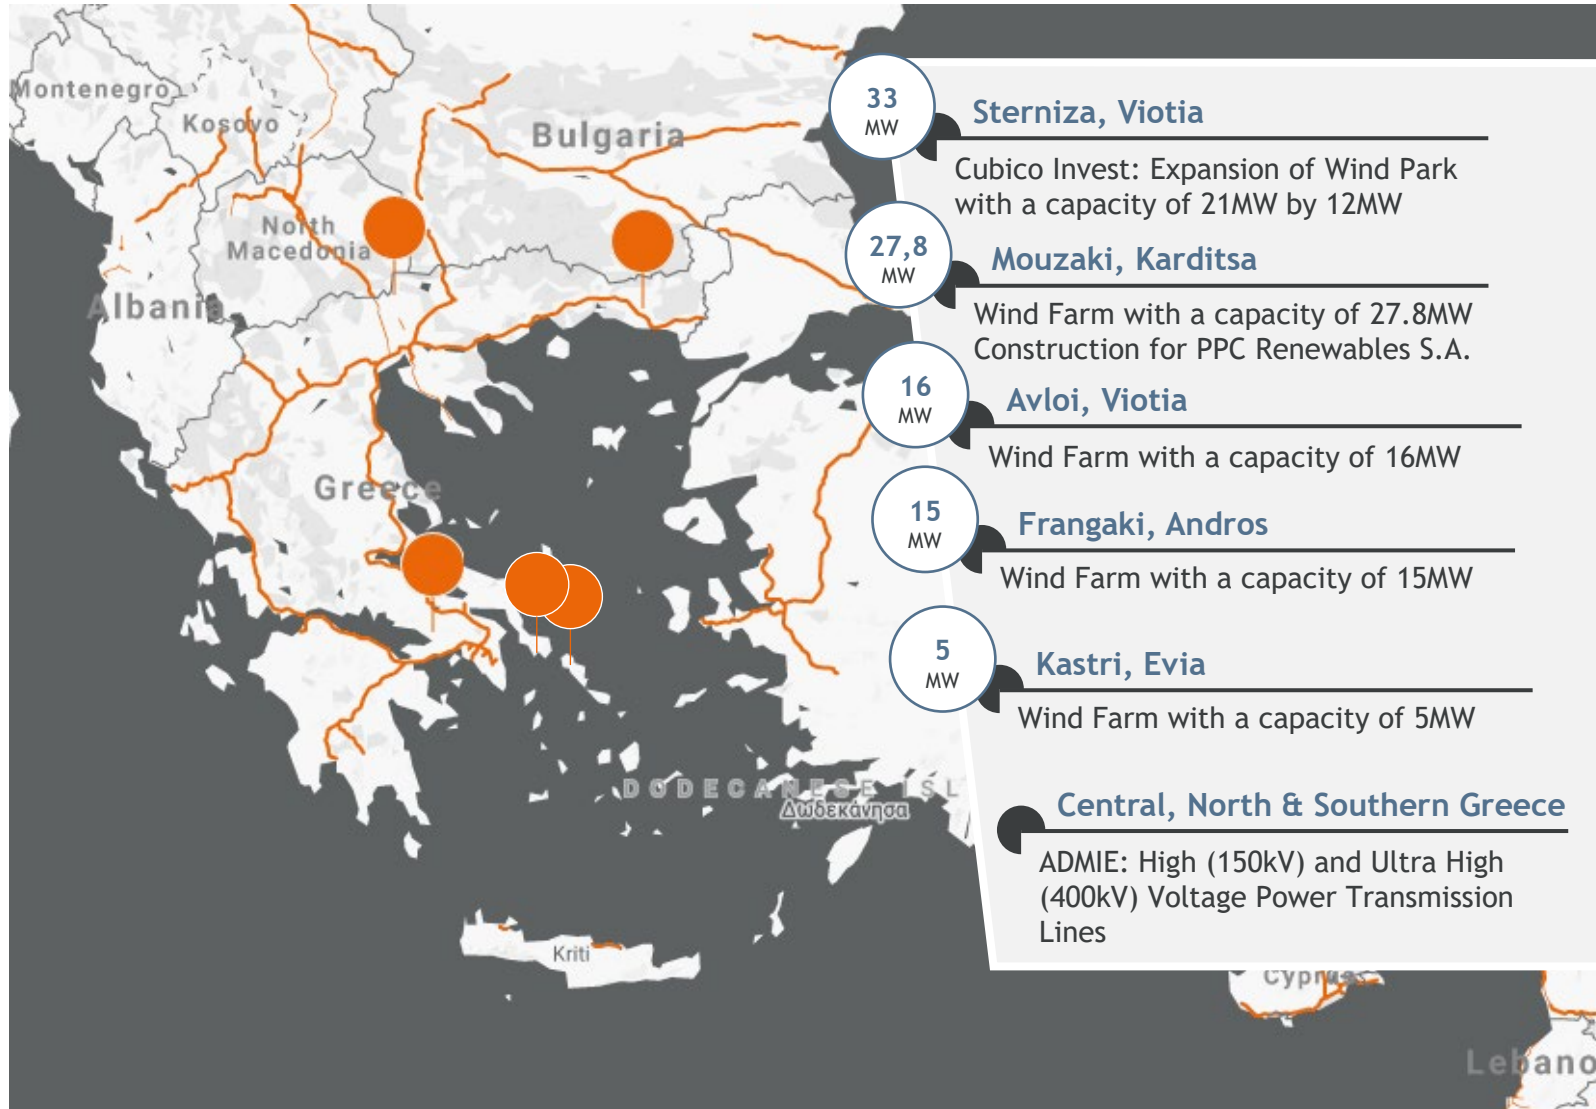 Montenegro
Kosovo
Bulgaria
North
Macedonia
Albania
Greece
DODECANESE ISL
Δωδεκάνησα
Kriti
Cyprus
Lebano
33
MW
Sterniza, Viotia
Cubico Invest: Expansion of Wind Park
with a capacity of 21MW by 12MW
27,8
MW
Mouzaki, Karditsa
Wind Farm with a capacity of 27.8MW
Construction for PPC Renewables S.A.
16
MW
Avloi, Viotia
Wind Farm with a capacity of 16MW
15
MW
Frangaki, Andros
Wind Farm with a capacity of 15MW
5
MW
Kastri, Evia
Wind Farm with a capacity of 5MW
Central, North & Southern Greece
ADMIE: High (150kV) and Ultra High
(400kV) Voltage Power Transmission
Lines